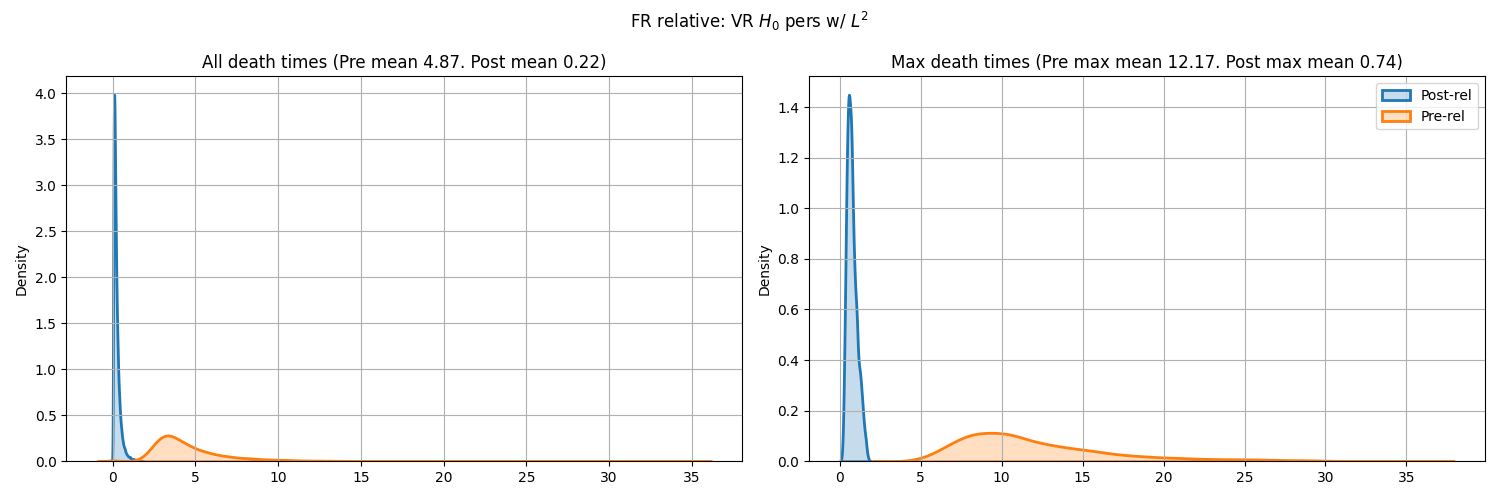 FR relative: VR $H_0$ pers w/ $L^2$
All death times (Pre mean 4.87. Post mean 0.22)
Density
4.0
3.5
3.0
2.5
2.0
1.5
1.0
0.5
0.0
0 5 10 15 20 25 30 35
Max death times (Pre max mean 12.17. Post max mean 0.74)
Post-rel
Pre-rel
Density
1.4
1.2
1.0
0.8
0.6
0.4
0.2
0.0
0 5 10 15 20 25 30 35